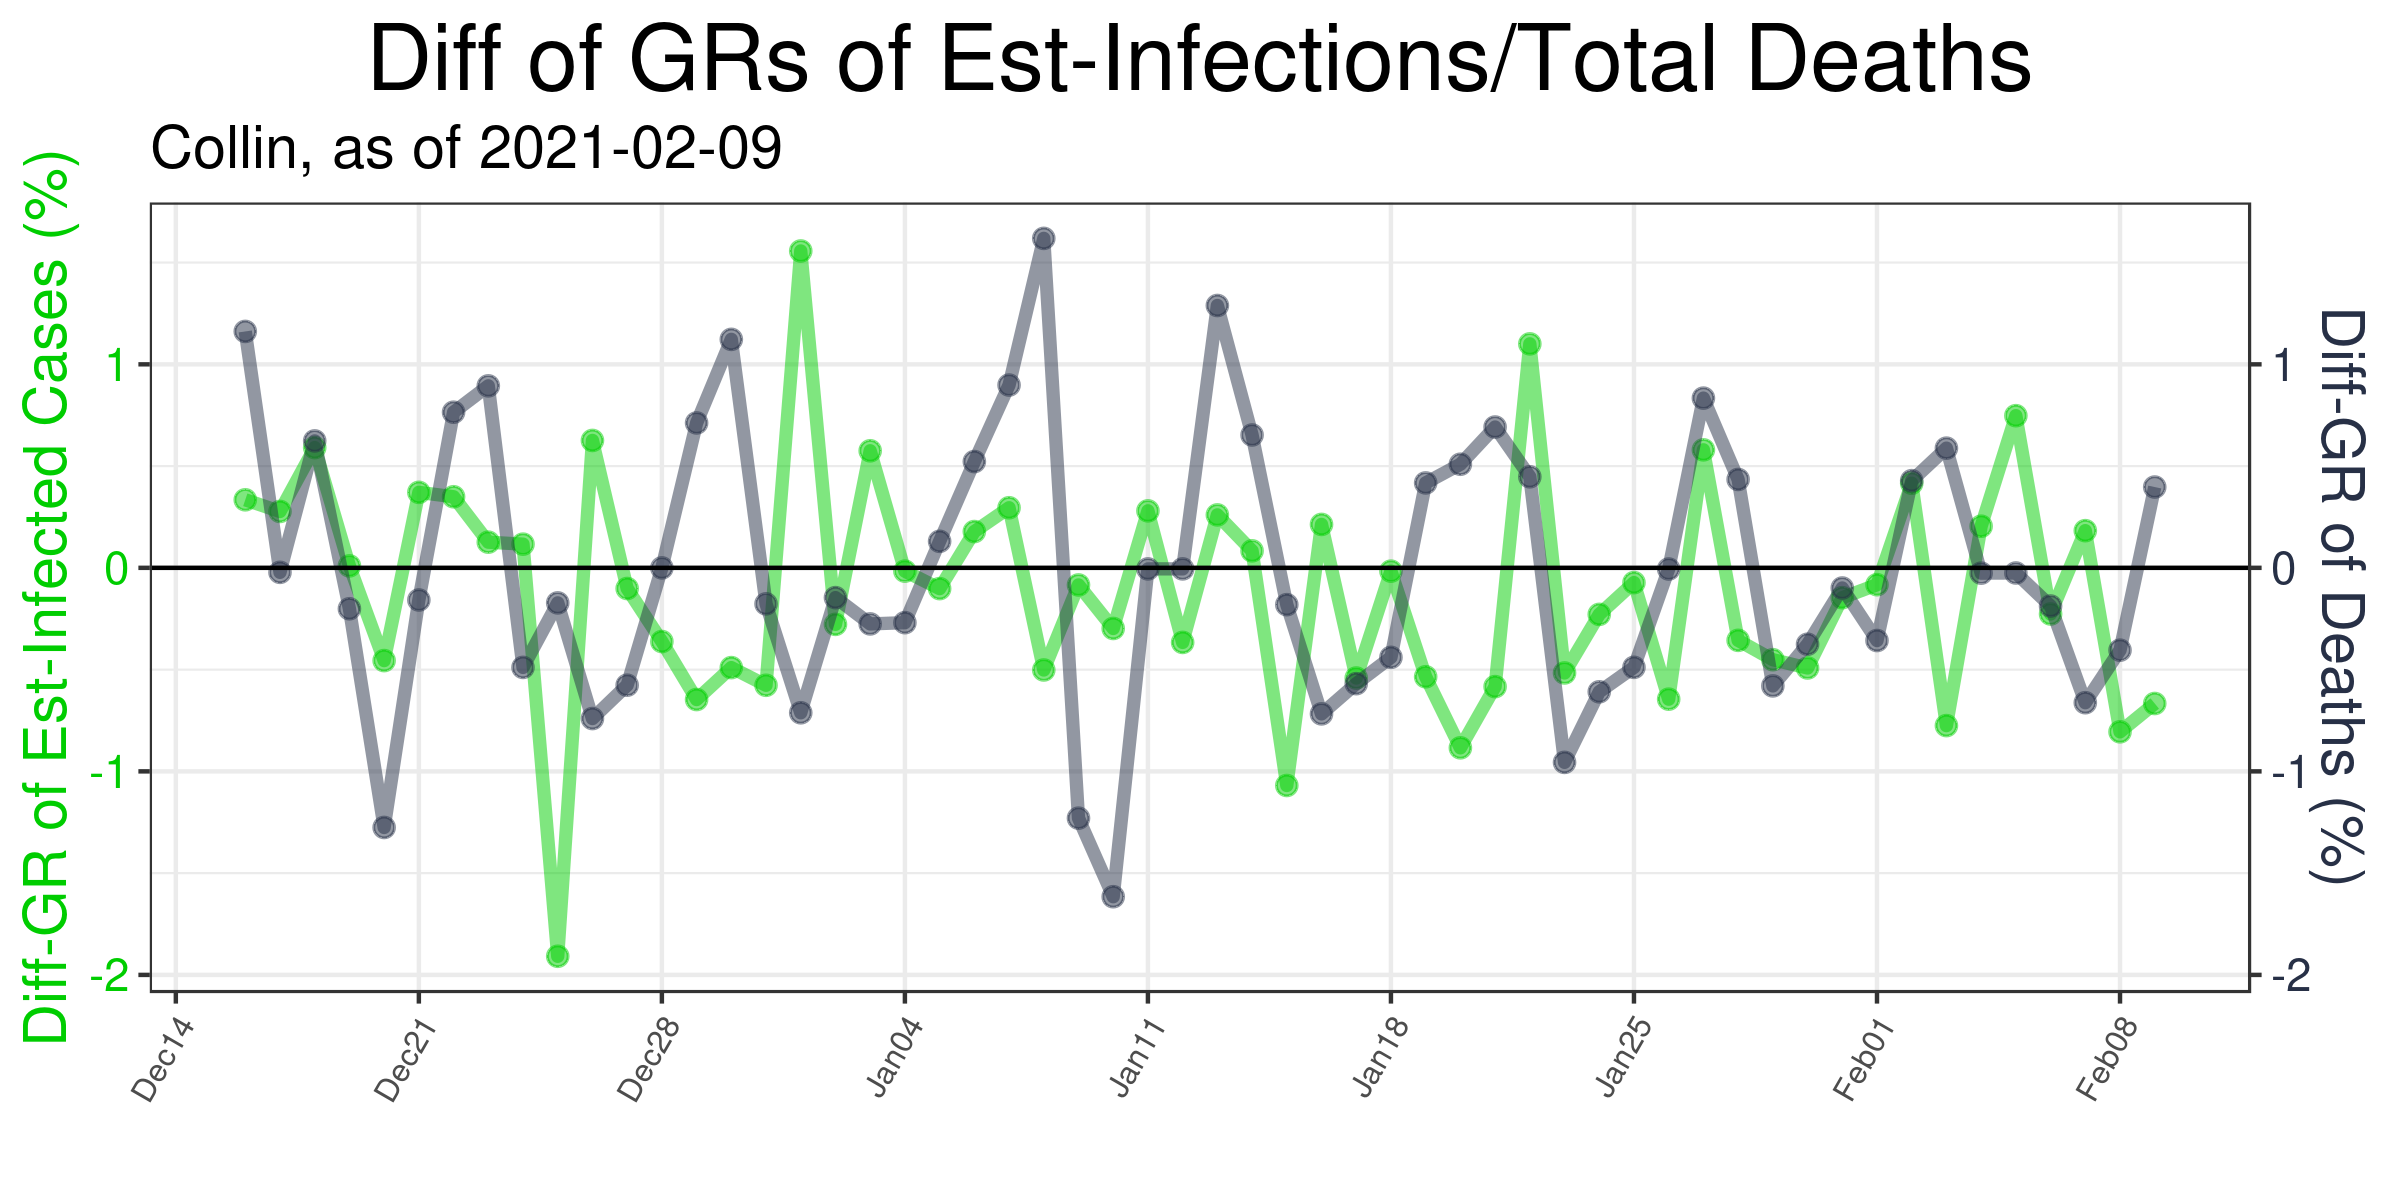 Diff of GRs of Est-Infections/Total Deaths
Collin, as of 2021-02-09
Diff-GR of Est-Infected Cases (%)
1
0
-1
-2
Diff-GR of Deaths (%)
1
0
-1
-2
Dec14
Dec21
Dec28
Jan04
Jan11
Jan18
Jan25
Feb01
Feb08